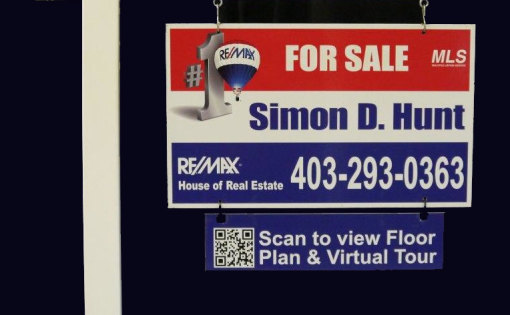 #1
RE/MAX
FOR SALE
MLS
Simon D. Hunt
RE/MAX
House of Real Estate
403-293-0363
Scan to view Floor
Plan & Virtual Tour